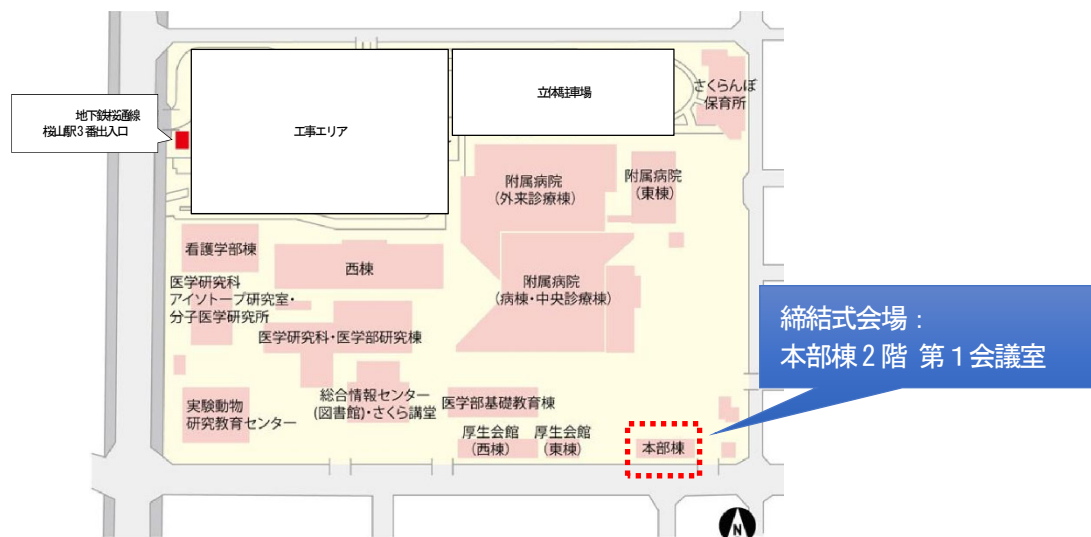 さくらんぼ
保育所
立体駐車場
地下鉄桜通線
桜山駅3番出入口
工事エリア
附属病院
(外来診療棟)
附属病院
(東棟)
看護学部棟
西棟
医学研究科
アイソトープ研究室・
分子医学研究所
附属病院
(病棟・中央診療棟)
締結式会場：
本部棟２階 第１会議室
医学研究科・医学部研究棟
実験動物
研究教育センター
総合情報センター
(図書館)・さくら講堂
医学部基礎教育棟
厚生会館
(西棟)
厚生会館
(東棟)
本部棟
N